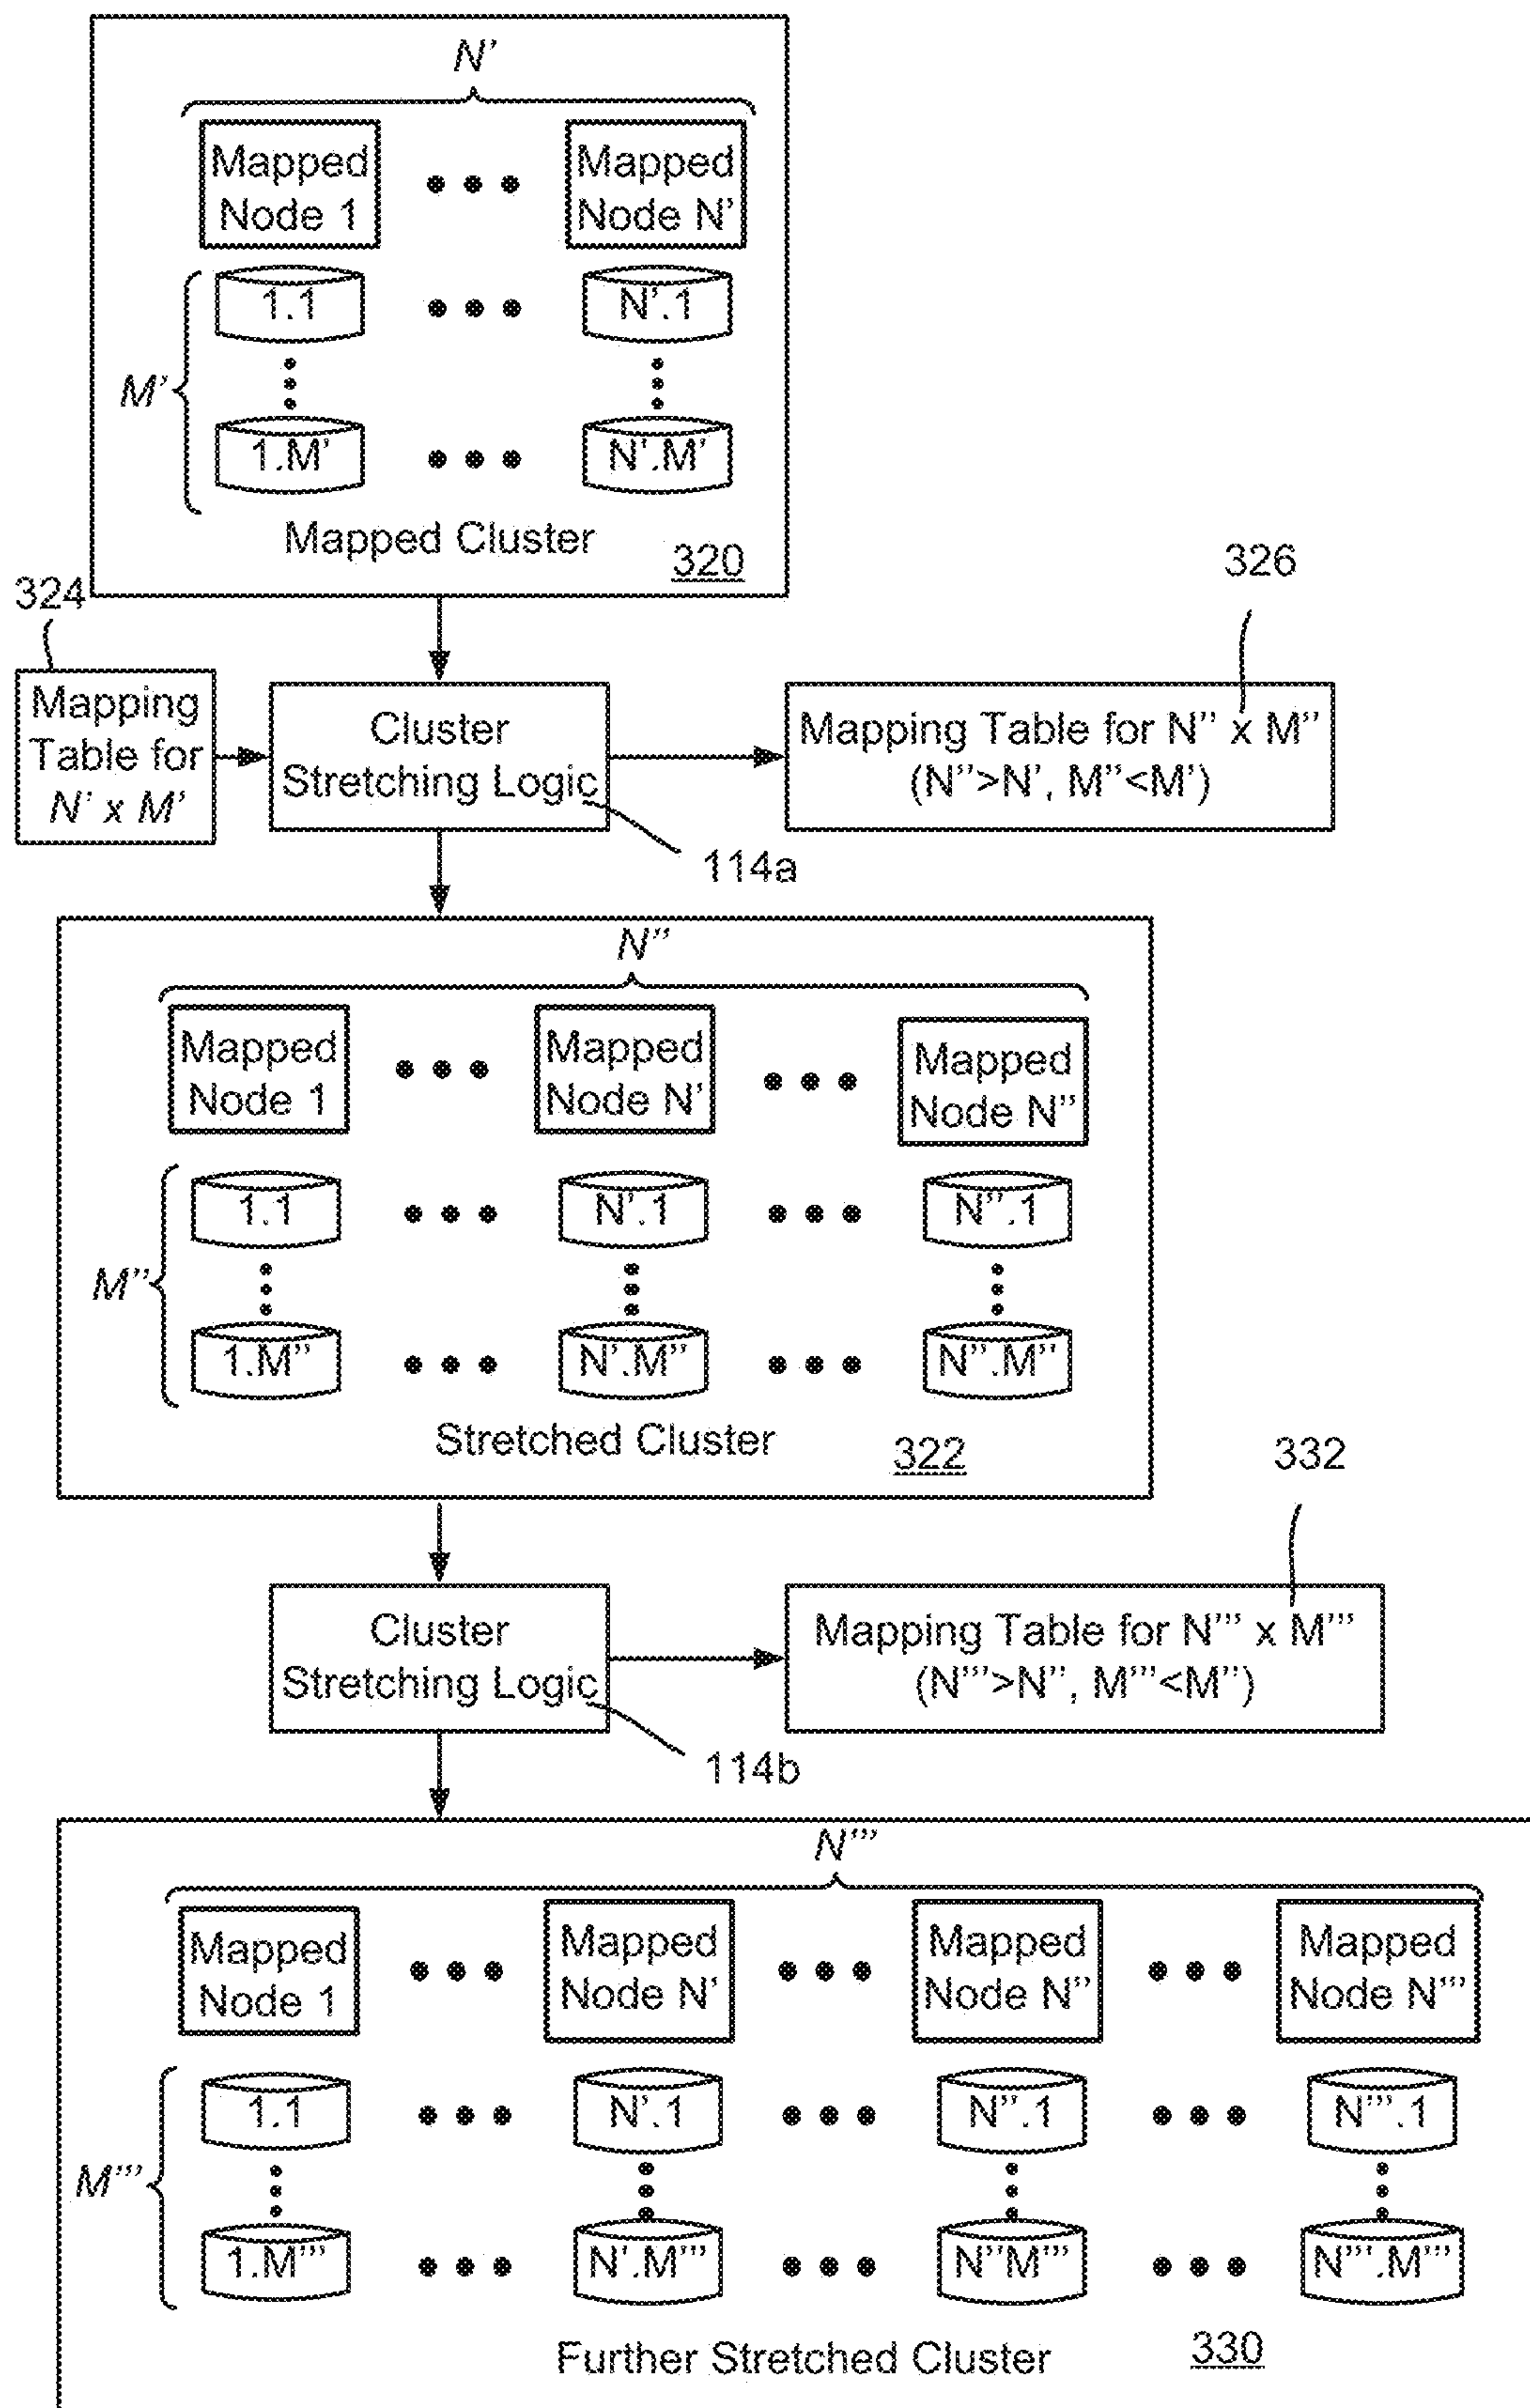 N’
Mapped Node 1
Mapped Node N’
1.1
N’.1
M’
1.M’
N’.M’
Mapped Cluster
320
324
326
Mapping
Table for
N’ x M’
Cluster
Stretching Logic
Mapping Table for N’’ x M’’
(N’’>N’, M’’<M’)
114a
N’’
Mapped Node 1
Mapped Node N’
Mapped Node N’’
1.1
N’.1
N’’.1
M’’
1.M’’
N’.M’’
N’’.M’’
Stretched Cluster
322
332
Cluster
Stretching Logic
Mapping Table for N’’’ x M’’’
(N’’’>N’’, M’’’<M’’)
114b
N’’’
Mapped Node 1
Mapped Node N’
Mapped Node N’’
Mapped Node N’’’
1.1
N’.1
N’’.1
N’’’.1
M’’’
1.M’’’
N’.M’’’
N’’M’’’
N’’’.M’’’
Further Stretched Cluster
330